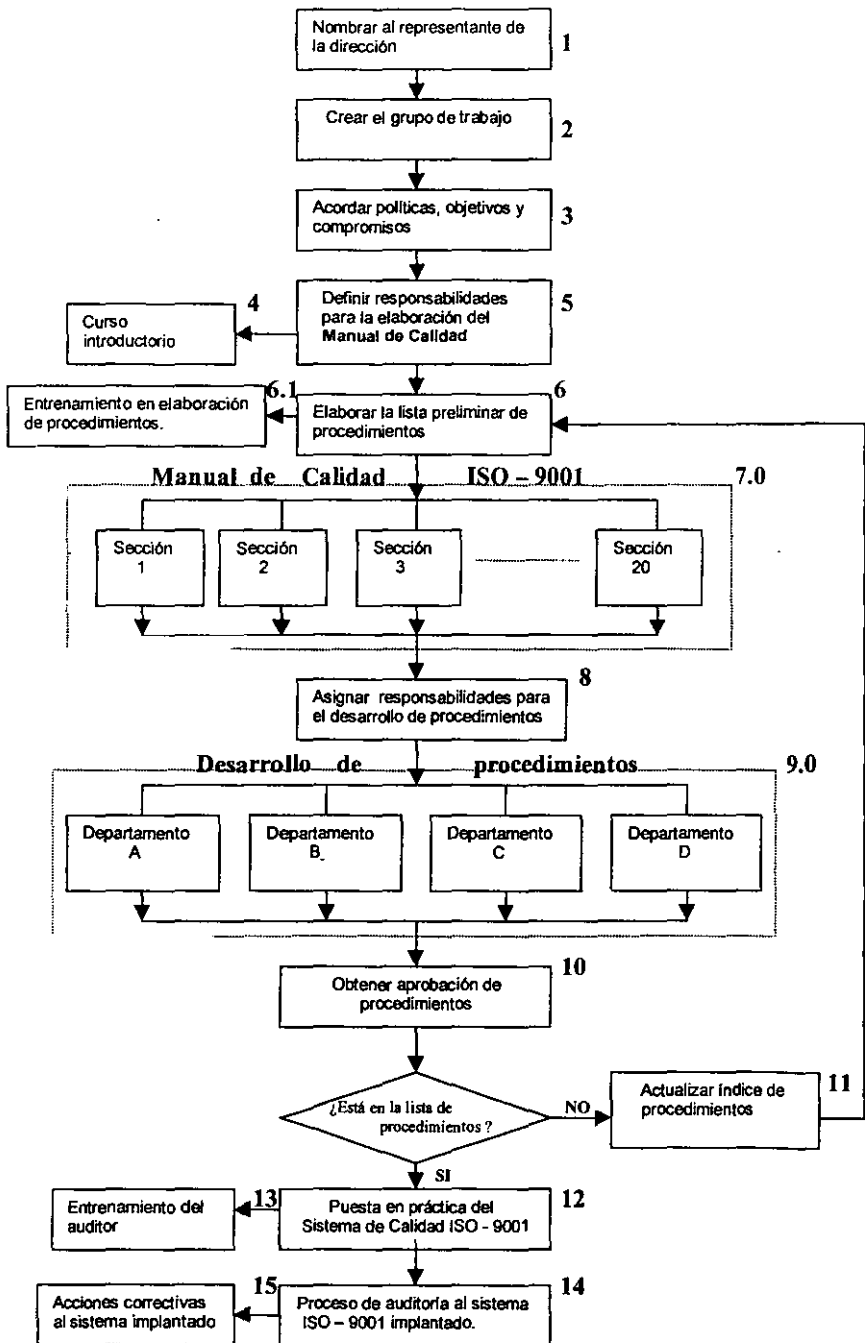 Nombrar al representante de
la dirección
1
Crear el grupo de trabajo
2
Acordar políticas, objetivos y
compromisos
3
Definir responsabilidades
para la elaboración del
Manual de Calidad
5
4
Curso
introductorio
6.1
Entrenamiento en elaboración
de procedimientos.
6
Elaborar la lista preliminar de
procedimientos
Manual de Calidad ISO – 9001 7.0
Sección
1
Sección
2
Sección
3
Sección
20
8
Asignar responsabilidades para
el desarrollo de procedimientos
Desarrollo de procedimientos 9.0
Departamento
A
Departamento
B
Departamento
C
Departamento
D
10
Obtener aprobación de
procedimientos
¿Está en la lista de
procedimientos ?
NO
11
Actualizar índice de
procedimientos
SI
13
Entrenamiento del
auditor
12
Puesta en práctica del
Sistema de Calidad ISO - 9001
15
Acciones correctivas
al sistema implantado
14
Proceso de auditoría al sistema
ISO – 9001 implantado.